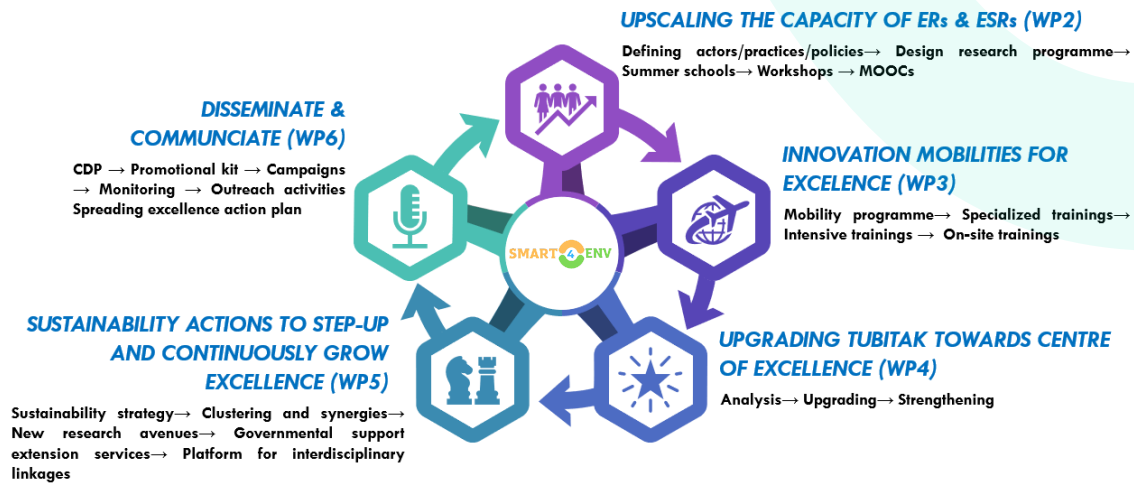 UPSCALING THE CAPACITY OF ERs & ESRs (WP2)
Defining actors/practices/policies→ Design research programme→
Summer schools→ Workshops → MOOCs
INNOVATION MOBILITIES FOR
EXCELENCE (WP3)
Mobility programme→ Specialized trainings→
Intensive trainings → On-site trainings
UPGRADING TUBITAK TOWARDS CENTRE
OF EXCELLENCE (WP4)
Analysis→ Upgrading→ Strengthening
SUSTAINABILITY ACTIONS TO STEP-UP
AND CONTINUOUSLY GROW
EXCELLENCE (WP5)
Sustainability strategy→ Clustering and synergies→
New research avenues→ Governmental support
extension services→ Platform for interdisciplinary
linkages
DISSEMINATE &
COMMUNCIATE (WP6)
CDP → Promotional kit → Campaigns
→ Monitoring → Outreach activities
Spreading excellence action plan
SMART4ENV